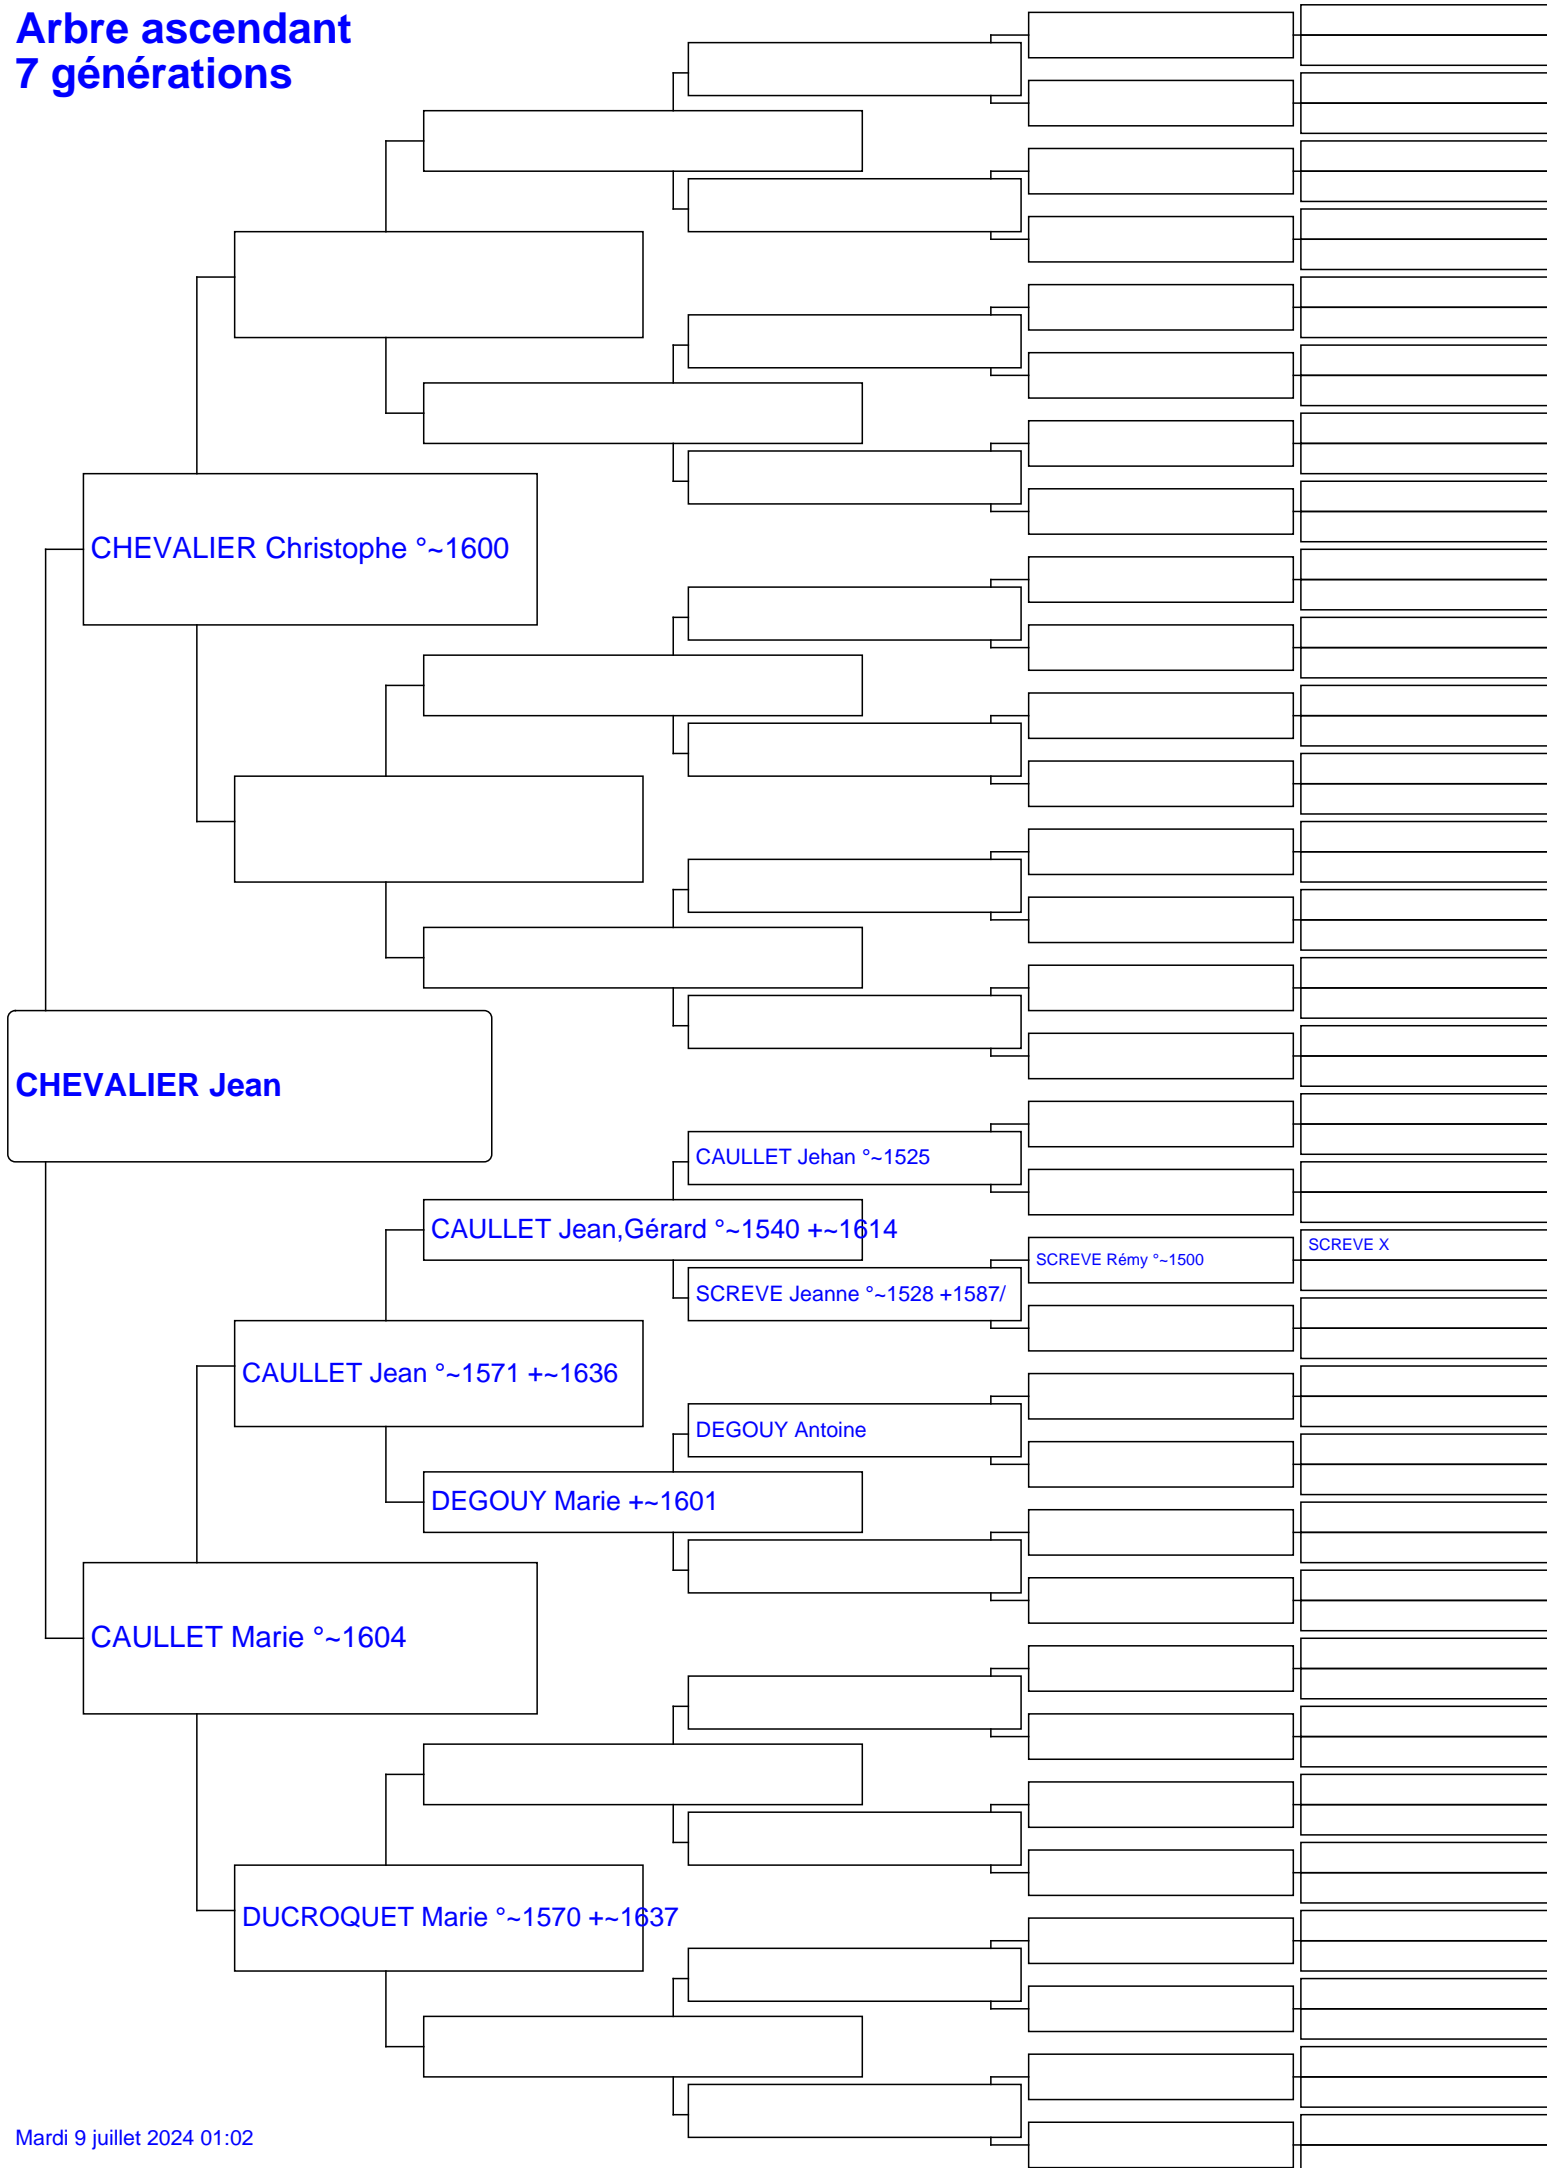 Arbre ascendant
7 générations
CHEVALIER Christophe °~1600
CHEVALIER Jean
CAULLET Jehan °~1525
CAULLET Jean,Gérard °~1540 +~1614
SCREVE X
SCREVE Rémy °~1500
SCREVE Jeanne °~1528 +1587/
CAULLET Jean °~1571 +~1636
DEGOUY Antoine
DEGOUY Marie +~1601
CAULLET Marie °~1604
DUCROQUET Marie °~1570 +~1637
Mardi 9 juillet 2024 01:02